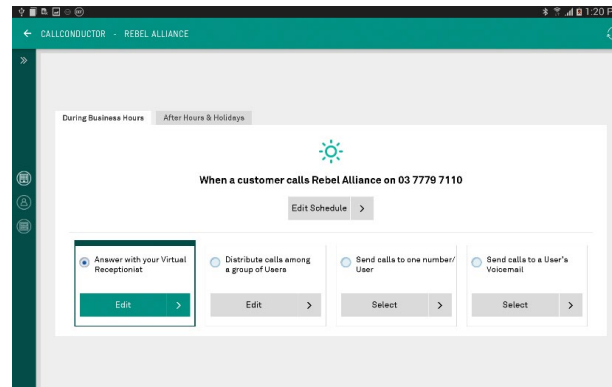 1:20 P
CALLCONDUCTOR - REBEL ALLIANCE
During Business Hours
After Hours & Holidays
When a customer calls Rebel Alliance on 03 7779 7110
Edit Schedule
Answer with your Virtual
Receptionist
Edit
Distribute calls among
a group of Users
Edit
Send calls to one number/
User
Select
Send calls to a User's
Voicemail
Select